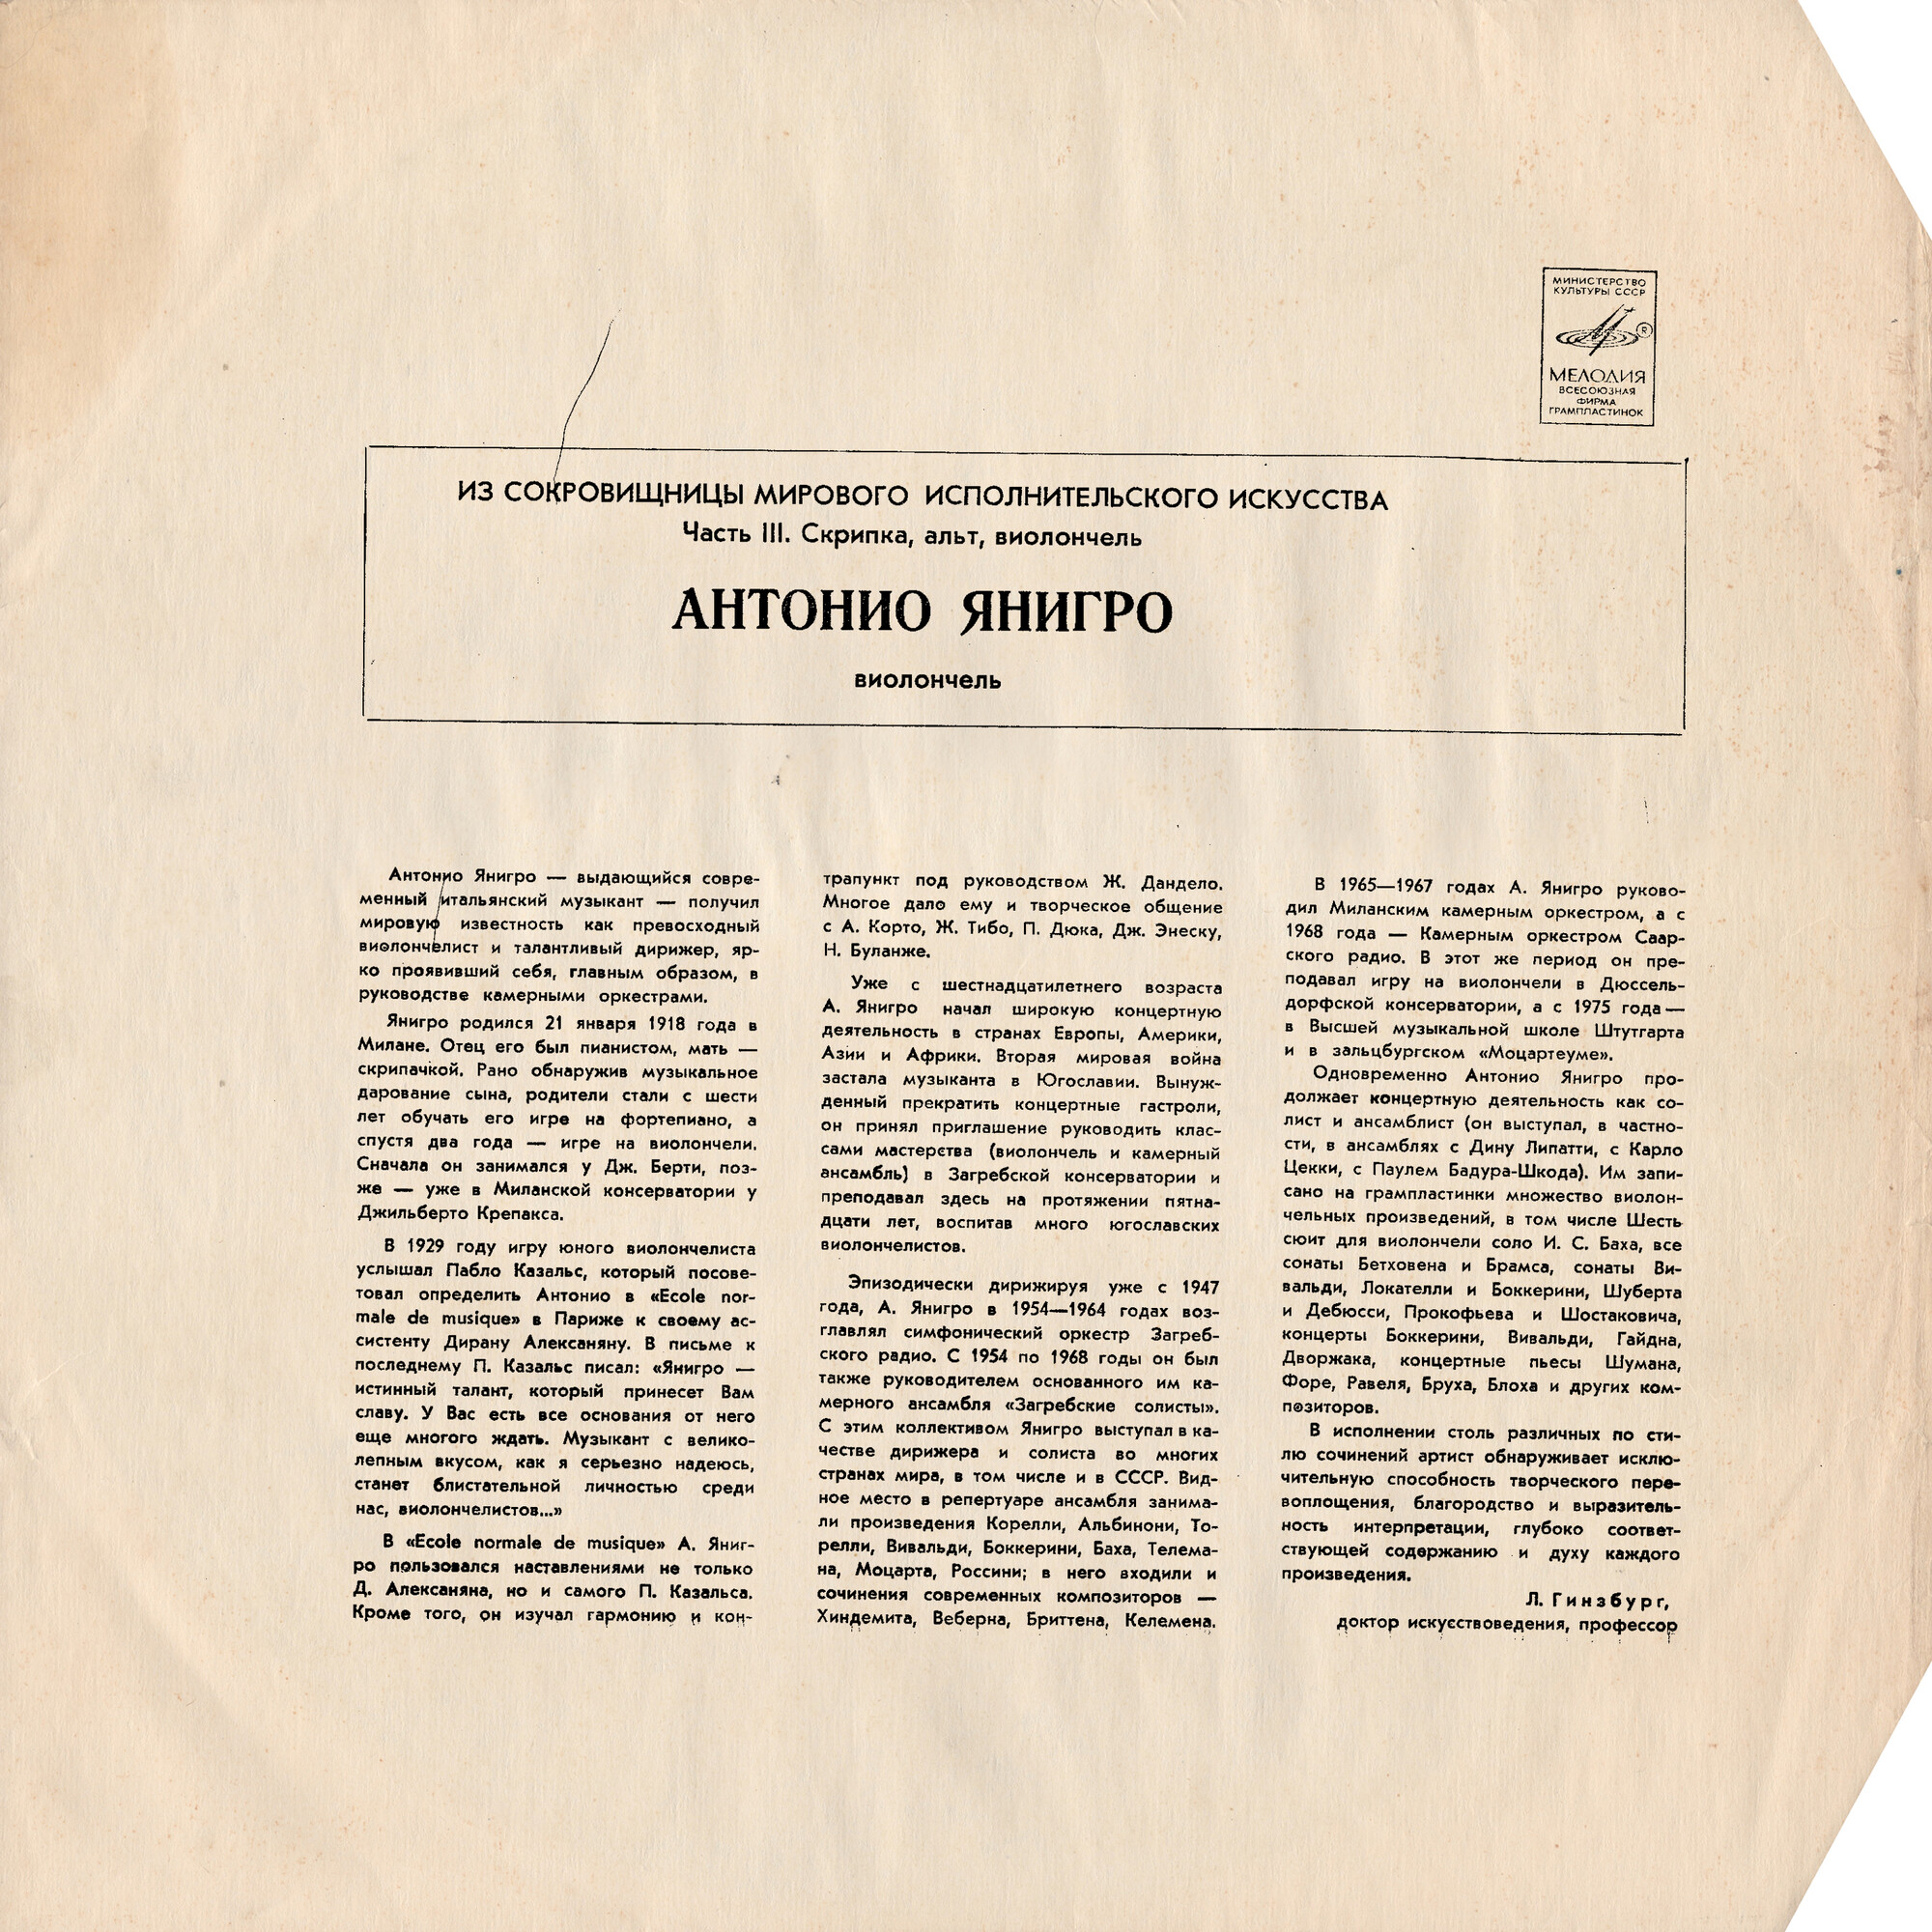 МИНИСТЕРСТВО
КУЛЬТУРЫ СССР
®
МЕЛОДИЯ
ВСЕСОЮЗНАЯ
ФИРМА
ГРАМПЛАСТИНОК
ИЗ СОКРОВИЩНИЦЫ МИРОВОГО ИСПОЛНИТЕЛЬСКОГО ИСКУССТВА
Часть III. Скрипка, альт, виолончель
АНТОНИО ЯНИГРО
виолончель
Антонио Янигро — выдающийся совре-
менный итальянский музыкант — получил
мировую известность как превосходный
виолончелист и талантливый дирижер, яр-
ко проявивший себя, главным образом, в
руководстве камерными оркестрами.
Янигро родился 21 января 1918 года в
Милане. Отец его был пианистом, мать —
скрипачкой. Рано обнаружив музыкальное
дарование сына, родители стали с шести
лет обучать его игре на фортепиано, а
спустя два года — игре на виолончели.
Сначала он занимался у Дж. Берти, поз-
же — уже в Миланской консерватории у
Джильберто Крепакса.
В 1929 году игру юного виолончелиста
услышал Пабло Казальс, который посове-
товал определить Антонио в «Ecole nor-
male de musique» в Париже к своему ас-
систенту Дирану Алексаняну. В письме к
последнему П. Казальс писал: «Янигро —
истинный талант, который принесет Вам
славу. У Вас есть все основания от него
еще многого ждать. Музыкант с велико-
лепным вкусом, как я серьезно надеюсь,
станет блистательной личностью среди
нас, виолончелистов...»
В «Ecole normale de musique» А. Яниг-
ро пользовался наставлениями не только
Д. Алексаняна, но и самого П. Казальса.
Кроме того, он изучал гармонию и кон-
трапункт под руководством Ж. Дандело.
Многое дало ему и творческое общение
с А. Корто, Ж. Тибо, П. Дюка, Дж. Энеску,
Н. Буланже.
Уже с шестнадцатилетнего возраста
А. Янигро начал широкую концертную
деятельность в странах Европы, Америки,
Азии и Африки. Вторая мировая война
застала музыканта в Югославии. Вынуж-
денный прекратить концертные гастроли,
он принял приглашение руководить клас-
сами мастерства (виолончель и камерный
ансамбль) в Загребской консерватории и
преподавал здесь на протяжении пятна-
дцати лет, воспитав много югославских
виолончелистов.
Эпизодически дирижируя уже с 1947
года, А. Янигро в 1954—1964 годах воз-
главлял симфонический оркестр Загреб-
ского радио. С 1954 по 1968 годы он был
также руководителем основанного им ка-
мерного ансамбля «Загребские солисты».
С этим коллективом Янигро выступал в ка-
честве дирижера и солиста во многих
странах мира, в том числе и в СССР. Вид-
ное место в репертуаре ансамбля занима-
ли произведения Корелли, Альбинони, То-
релли, Вивальди, Боккерини, Баха, Телема-
на, Моцарта, Россини; в него входили и
сочинения современных композиторов —
Хиндемита, Веберна, Бриттена, Келемена.
В 1965—1967 годах А. Янигро руково-
дил Миланским камерным оркестром, а с
1968 года — Камерным оркестром Саар-
ского радио. В этот же период он пре-
подавал игру на виолончели в Дюссель-
дорфской консерватории, а с 1975 года —
в Высшей музыкальной школе Штутгарта
и в зальцбургском «Моцартеуме».
Одновременно Антонио Янигро про-
должает концертную деятельность как со-
лист и ансамблист (он выступал, в частно-
сти, в ансамблях с Дину Липатти, с Карло
Цекки, с Паулем Бадура-Шкода). Им запи-
сано на грампластинки множество виолон-
чельных произведений, в том числе Шесть
сюит для виолончели соло И. С. Баха, все
сонаты Бетховена и Брамса, сонаты Ви-
вальди, Локателли и Боккерини, Шуберта
и Дебюсси, Прокофьева и Шостаковича,
концерты Боккерини, Вивальди, Гайдна,
Дворжака, концертные пьесы Шумана,
Форе, Равеля, Бруха, Блоха и других ком-
позиторов.
В исполнении столь различных по сти-
лю сочинений артист обнаруживает исклю-
чительную способность творческого пере-
воплощения, благородство и выразитель-
ность интерпретации, глубоко соответ-
ствующей содержанию и духу каждого
произведения.
Л. Гинзбург,
доктор искусствоведения, профессор